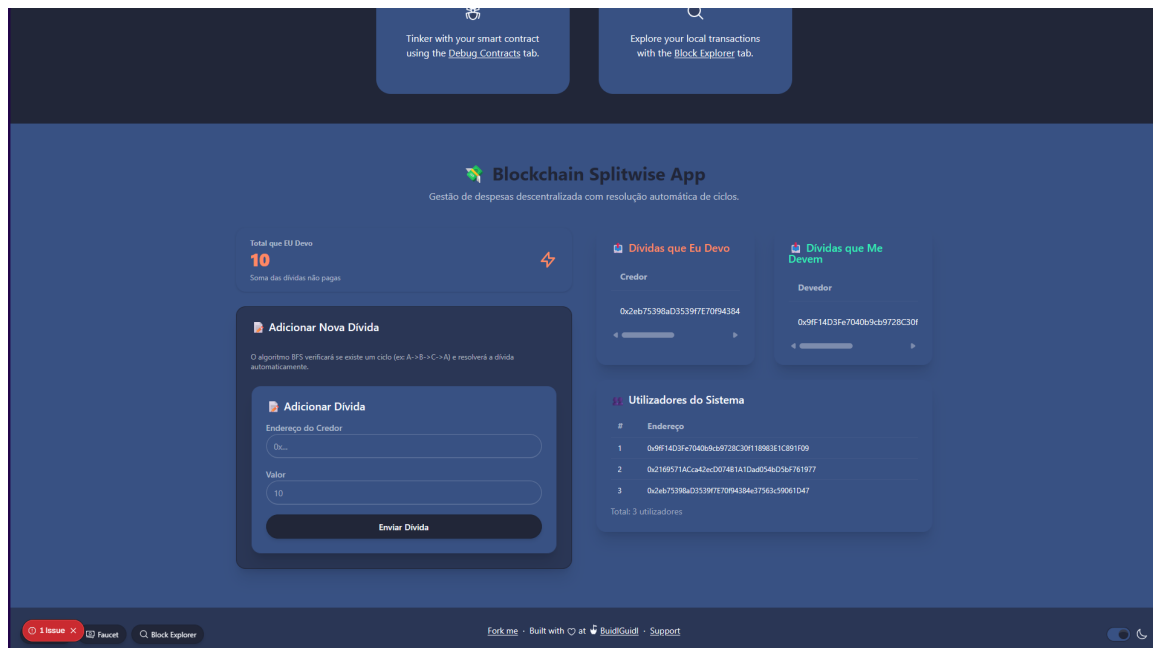 Tinker with your smart contract
using the Debug Contracts tab.
Explore your local transactions
with the Block Explorer tab.
Blockchain Splitwise App
Gestão de despesas descentralizada com resolução automática de ciclos.
Total que EU Devo
10
Soma das dívidas não pagas
Adicionar Nova Dívida
O algoritmo BFS verificará se existe um ciclo (ex: A->B->C->A) e resolverá a dívida
automaticamente.
Adicionar Dívida
Endereço do Credor
0x...
Valor
10
Enviar Dívida
Dívidas que Eu Devo
Credor
0x2eb75398aD3539f7E70f94384
Dívidas que Me
Devem
Devedor
0x9fF14D3Fe7040b9cb9728C30f
Utilizadores do Sistema
# Endereço
1 0x9fF14D3Fe7040b9cb9728C30f118983E1C891F09
2 0x2169571ACca42ecD07481A1Dad054bD5bF761977
3 0x2eb75398aD3539f7E70f94384e37563c59061D47
Total: 3 utilizadores
1 Issue
Faucet
Block Explorer
Fork me · Built with at BuidlGuidl · Support